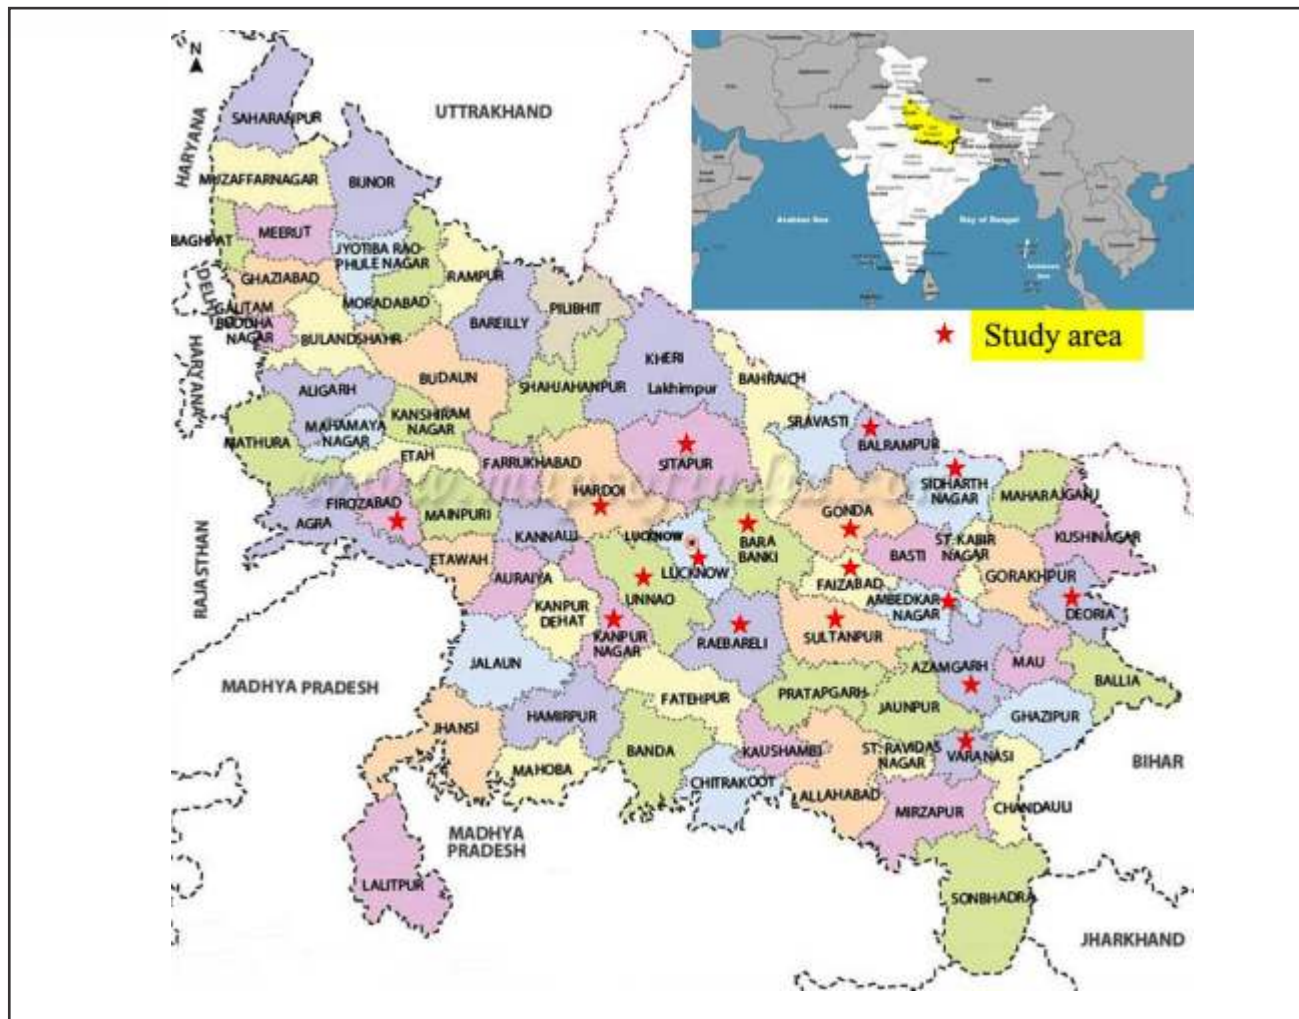 N
UTTRAKHAND
HARYANA
SAHARANPUR
MUZAFFARNAGAR
BIJNOR
BAGHPAT
MEERUT
JYOTIBA RAO-
PHULE NAGAR
DELHI
GHAZIABAD
RAMPUR
GAUTAM
BUDDHA
NAGAR
MORADABAD
BAREILLY
PILIBHIT
BULANDSHAHR
HARYANA
Arabian Sea
Bay of Bengal
Study area
KHERI
Lakhimpur
BAHRAICH
BUDAUN
SHAHJAHANPUR
ALIGARH
MAHAMAYA
NAGAR
KANSHIRAM
NAGAR
SRAVASTI
BALRAMPUR
MATHURA
ETAH
FARRUKHABAD
SITAPUR
SIDHARTH
NAGAR
MAHARAJGANJ
HARDOI
FIROZABAD
MAINPURI
GONDA
AGRA
KANNAUJ
LUCKNOW
BARA
BANKI
BASTI
ST. KABIR
NAGAR
KUSHINAGAR
RAJASTHAN
ETAWAH
AURAIYA
LUCKNOW
FAIZABAD
GORAKHPUR
UNNAO
AMBEDKAR
NAGAR
DEORIA
KANPUR
DEHAT
KANPUR
NAGAR
RAEBARELI
SULTANPUR
JALAUN
AZAMGARH
MAU
BALLIA
MADHYA PRADESH
FATEHPUR
PRATAPGARH
JAUNPUR
GHAZIPUR
JHANSI
HAMIRPUR
BANDA
KAUSHAMBI
ST. RAVIDAS
NAGAR
VARANASI
BIHAR
MAHOBA
CHITRAKOOT
ALLAHABAD
MIRZAPUR
CHANDAULI
MADHYA
PRADESH
LALITPUR
SONBHADRA
JHARKHAND